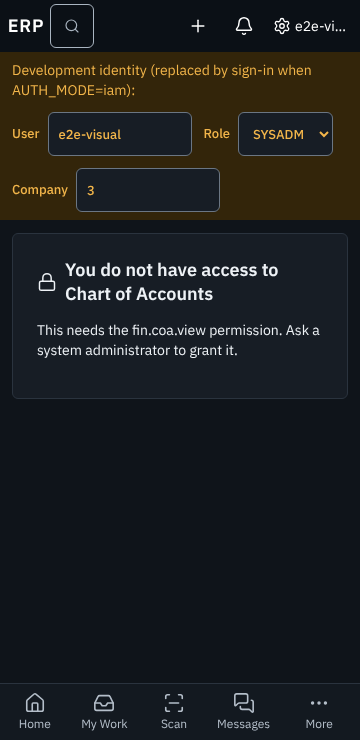 ERP
e2e-vi...
Development identity (replaced by sign-in when
AUTH_MODE=iam):
User e2e-visual Role SYSADM
Company 3
You do not have access to
Chart of Accounts
This needs the fin.coa.view permission. Ask a
system administrator to grant it.
Home My Work Scan Messages More